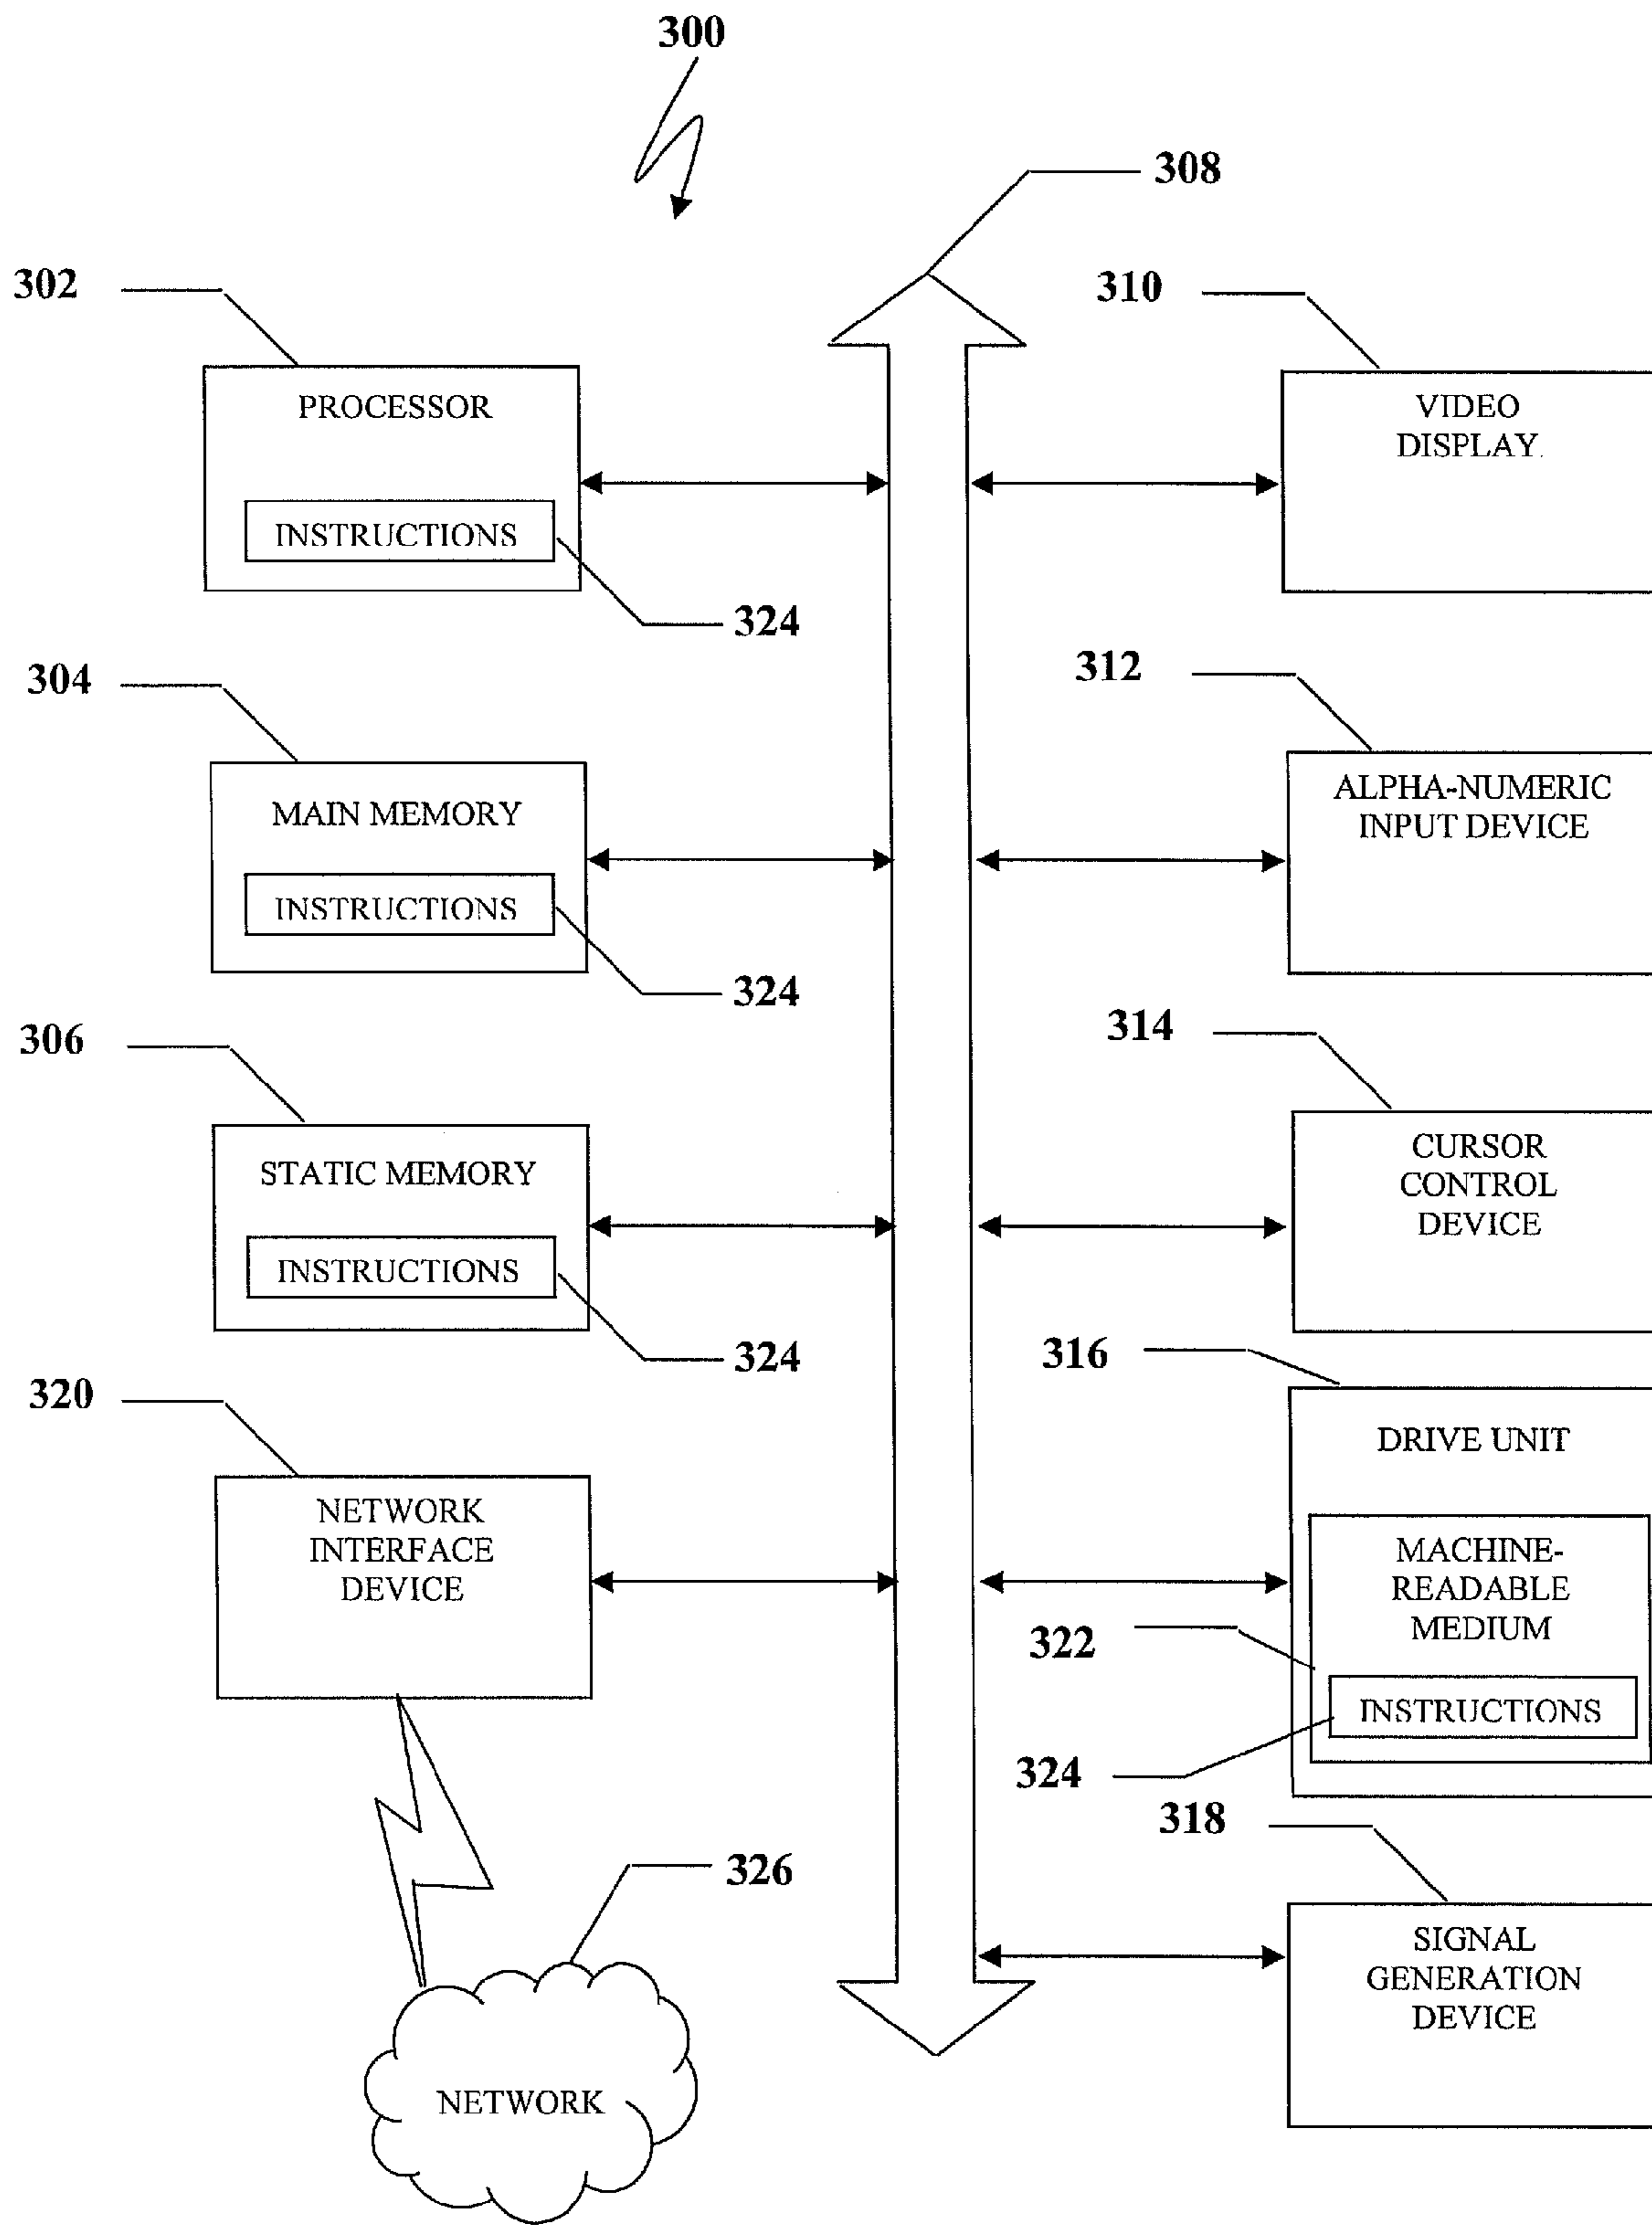 300
308
302
PROCESSOR
INSTRUCTIONS
324
310
VIDEO
DISPLAY
304
MAIN MEMORY
INSTRUCTIONS
324
312
ALPHA-NUMERIC
INPUT DEVICE
306
STATIC MEMORY
INSTRUCTIONS
324
314
CURSOR
CONTROL
DEVICE
320
NETWORK
INTERFACE
DEVICE
316
DRIVE UNIT
MACHINE-
READABLE
MEDIUM
322
INSTRUCTIONS
324
326
NETWORK
318
SIGNAL
GENERATION
DEVICE